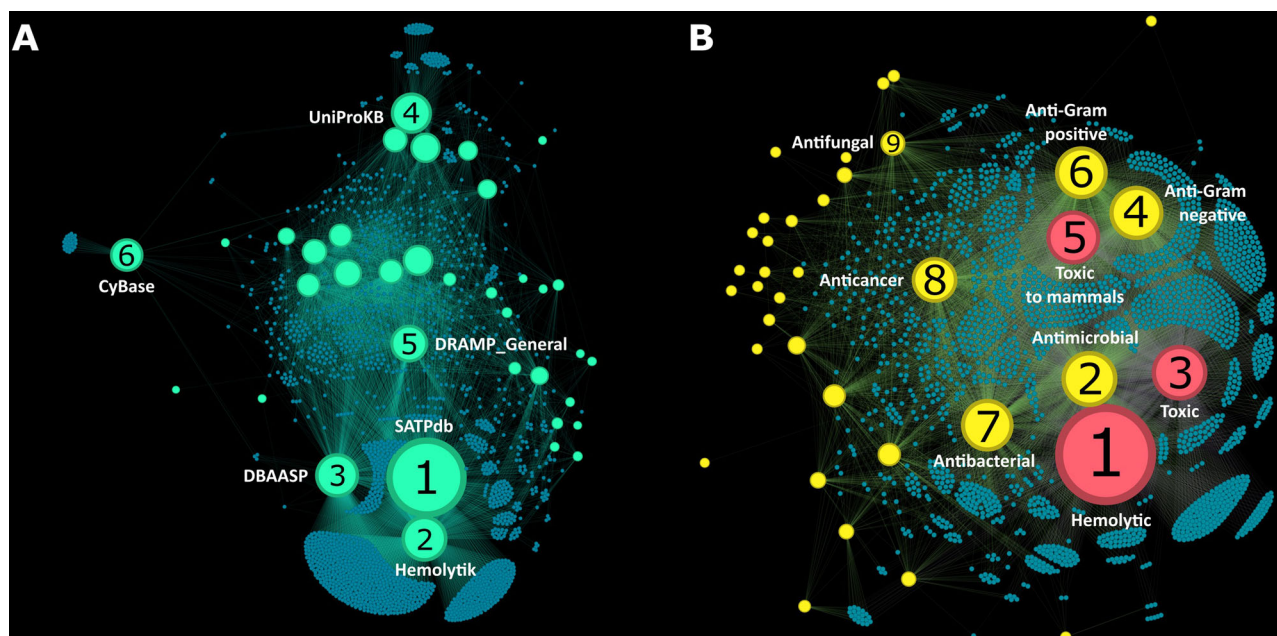 A
4
UniProKB
6
CyBase
5
DRAMP_General
SATPdb
1
DBAASP
3
2
Hemolytik
B
Anti-Gram
positive
Antifungal
9
6
Anti-Gram
negative
4
5
Toxic
to mammals
Anticancer
8
Antimicrobial
2
3
Toxic
7
Antibacterial
1
Hemolytic